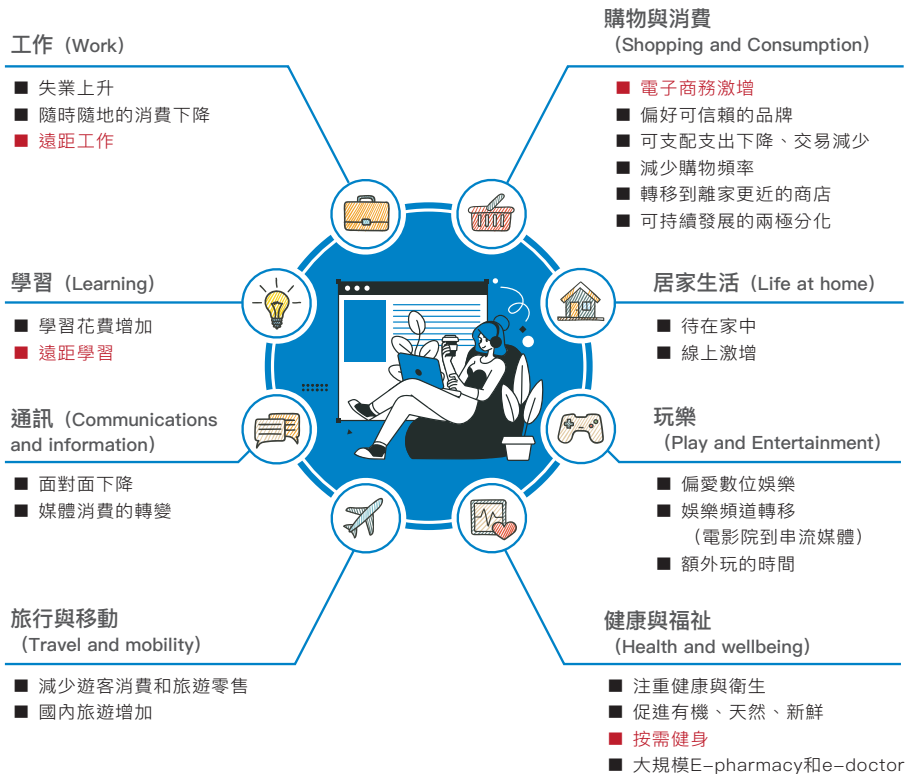 工作（Work）
■ 失業上升
■ 隨時隨地的消費下降
■ 遠距工作
購物與消費
（Shopping and Consumption）
■ 電子商務激增
■ 偏好可信賴的品牌
■ 可支配支出下降、交易減少
■ 減少購物頻率
■ 轉移到離家更近的商店
■ 可持續發展的兩極分化
學習（Learning）
■ 學習花費增加
■ 遠距學習
居家生活（Life at home）
■ 待在家中
■ 線上激增
通訊（Communications
and information）
■ 面對面下降
■ 媒體消費的轉變
玩樂
（Play and Entertainment）
■ 偏愛數位娛樂
■ 娛樂頻道轉移
（電影院到串流媒體）
■ 額外玩的時間
旅行與移動
（Travel and mobility）
■ 減少遊客消費和旅遊零售
■ 國內旅遊增加
健康與福祉
（Health and wellbeing）
■ 注重健康與衛生
■ 促進有機、天然、新鮮
■ 按需健身
■ 大規模E-pharmacy和e-doctor